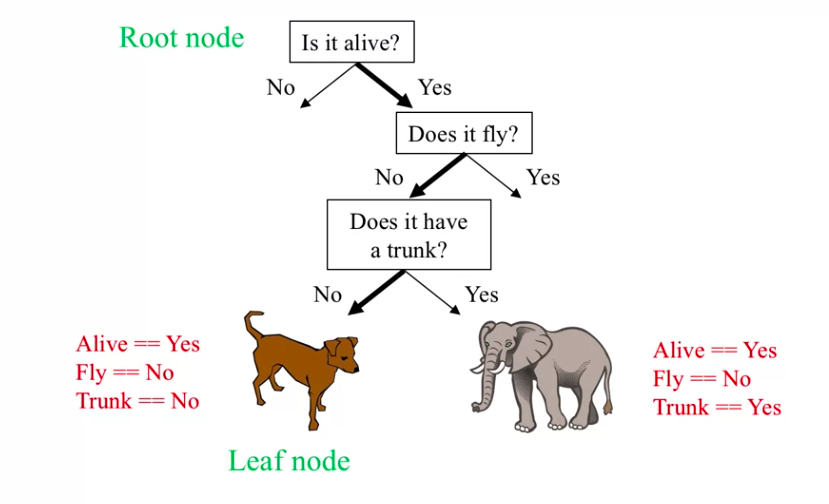 Root node
Is it alive?
No
Yes
Does it fly?
No
Yes
Does it have
a trunk?
No
Yes
Alive == Yes
Fly == No
Trunk == No
Alive == Yes
Fly == No
Trunk == Yes
Leaf node